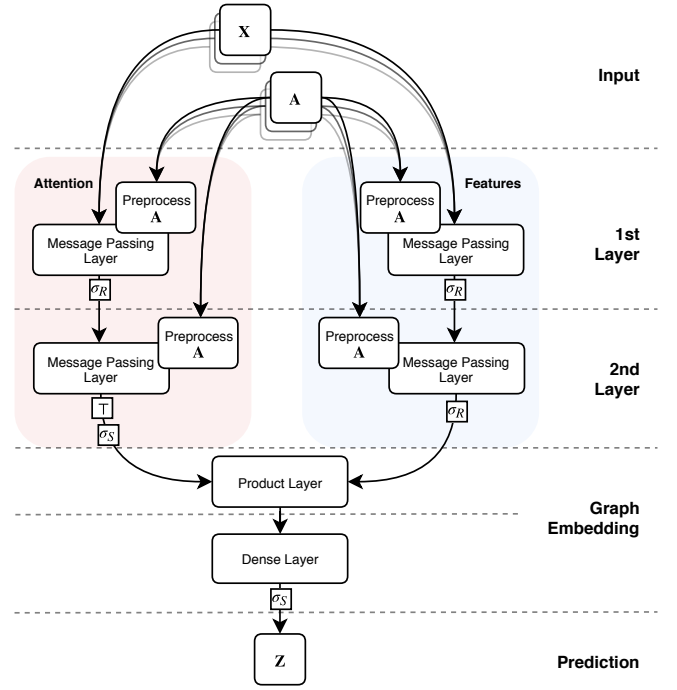 X
Input
A
Attention
Features
Preprocess
A
Preprocess
A
Message Passing
Layer
Message Passing
Layer
1st
Layer
σR
σR
Preprocess
A
Preprocess
A
Message Passing
Layer
Message Passing
Layer
2nd
Layer
⊤
σR
σS
Product Layer
Graph
Embedding
Dense Layer
σS
Z
Prediction